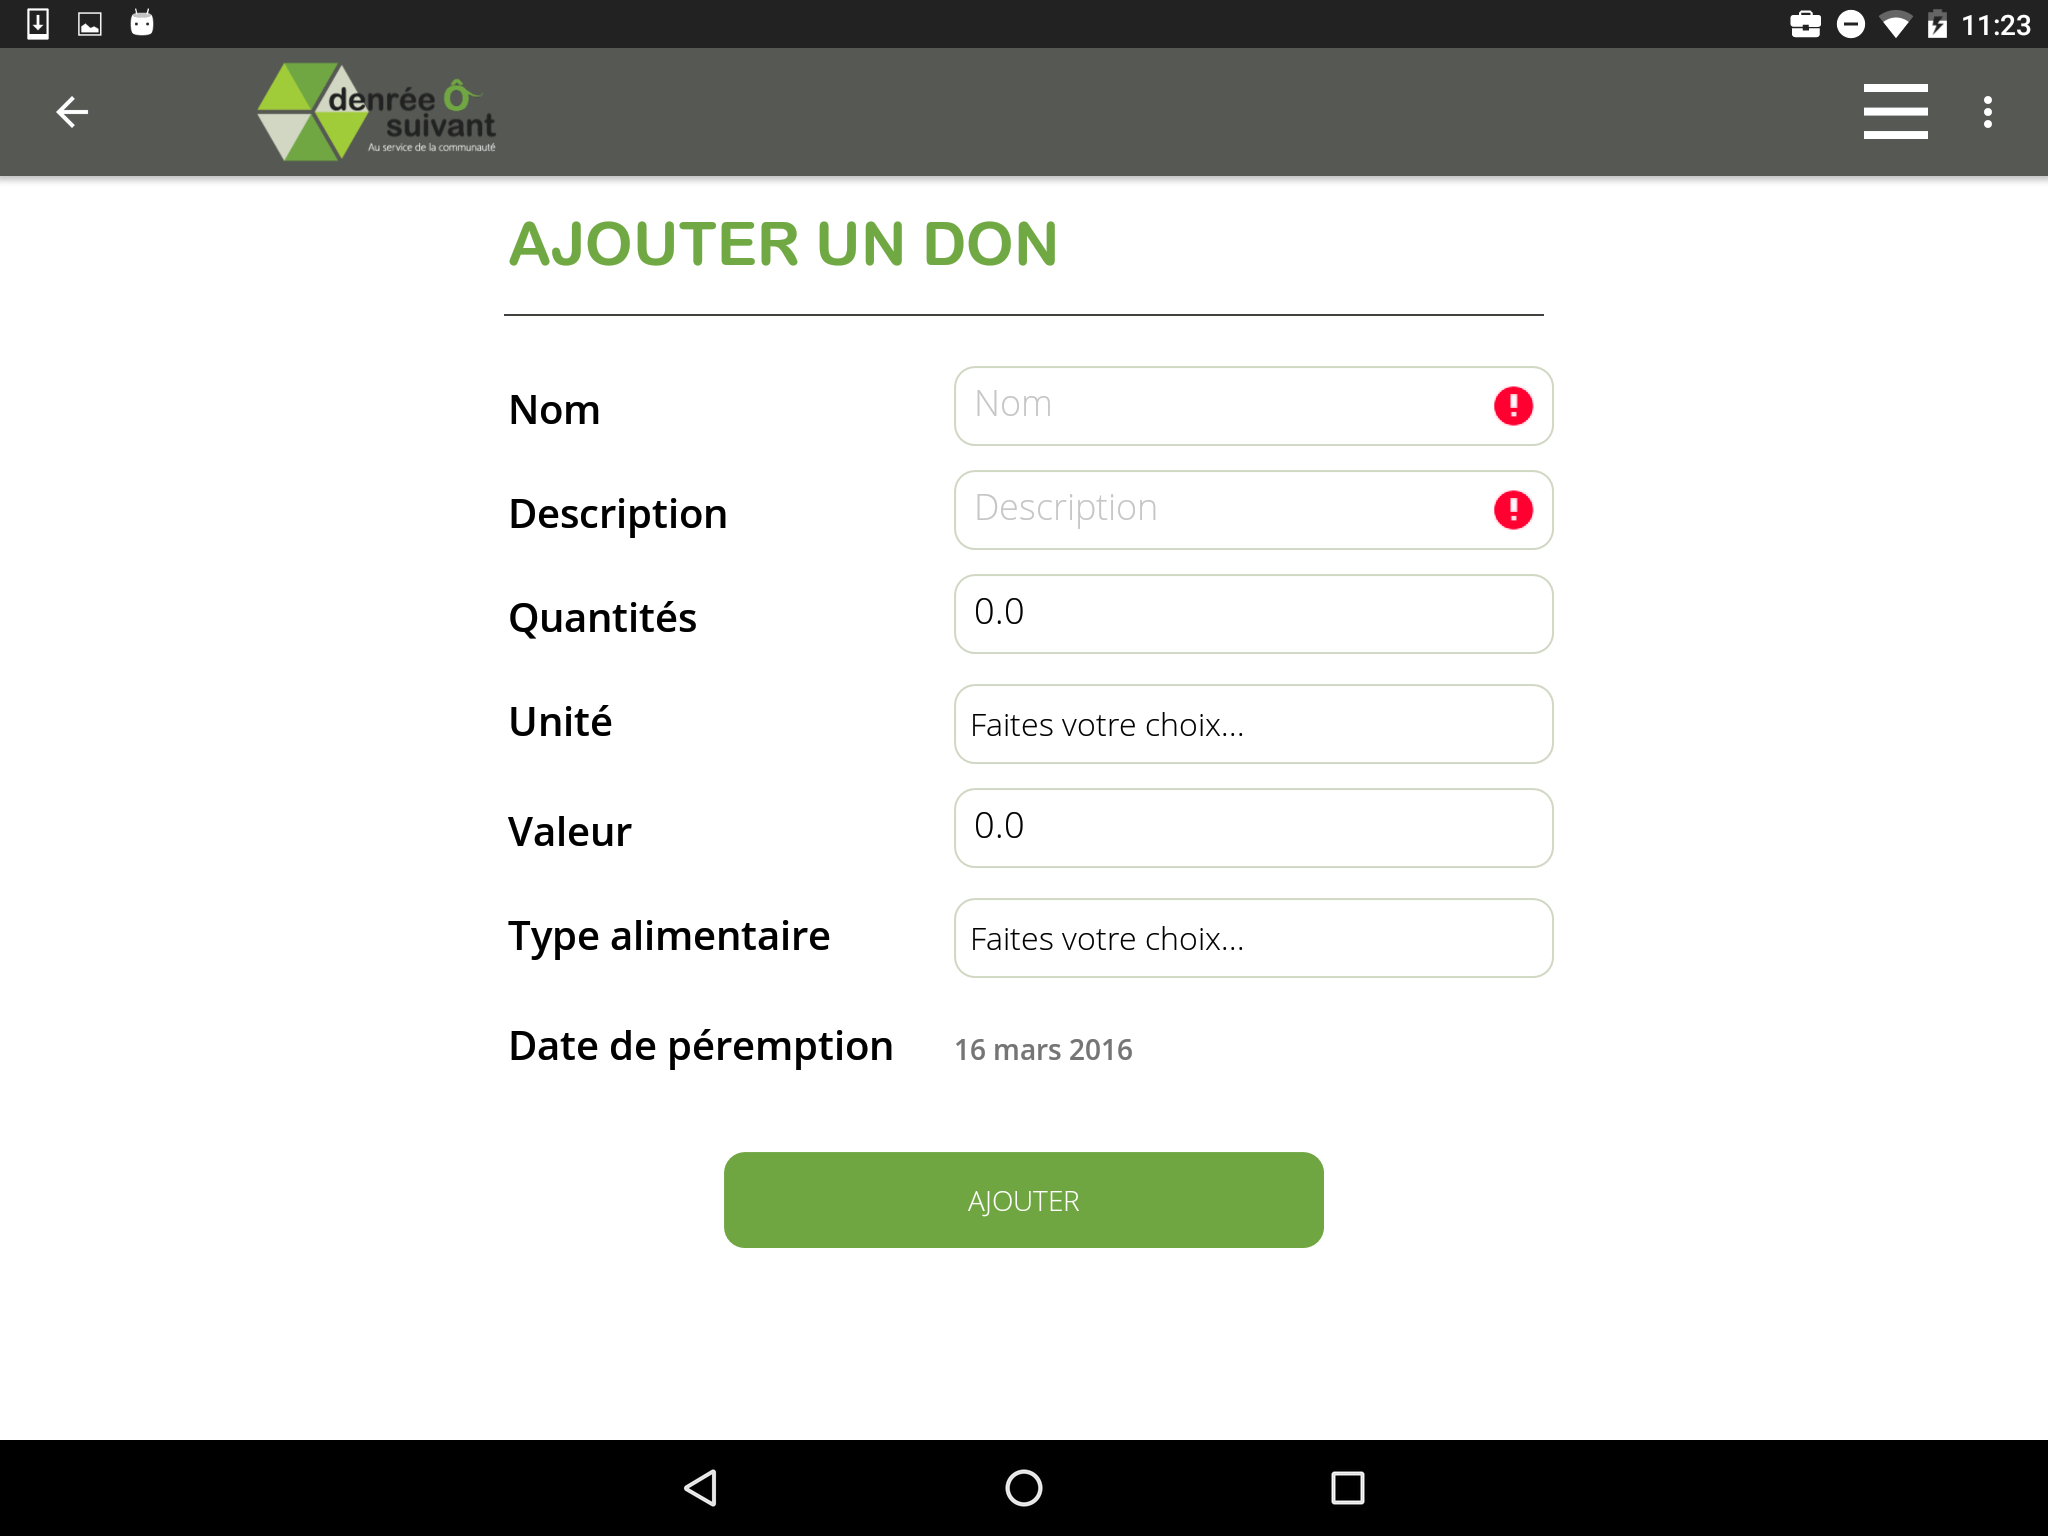 11:23
denrée Ô
suivant
Au service de la communauté
AJOUTER UN DON
Nom
Nom
Description
Description
Quantités
0.0
Unité
Faites votre choix...
Valeur
0.0
Type alimentaire
Faites votre choix...
Date de péremption
16 mars 2016
AJOUTER